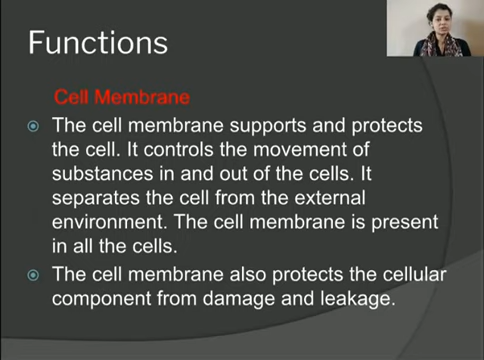 Functions
Cell Membrane
The cell membrane supports and protects
the cell. It controls the movement of
substances in and out of the cells. It
separates the cell from the external
environment. The cell membrane is present
in all the cells.
The cell membrane also protects the cellular
component from damage and leakage.